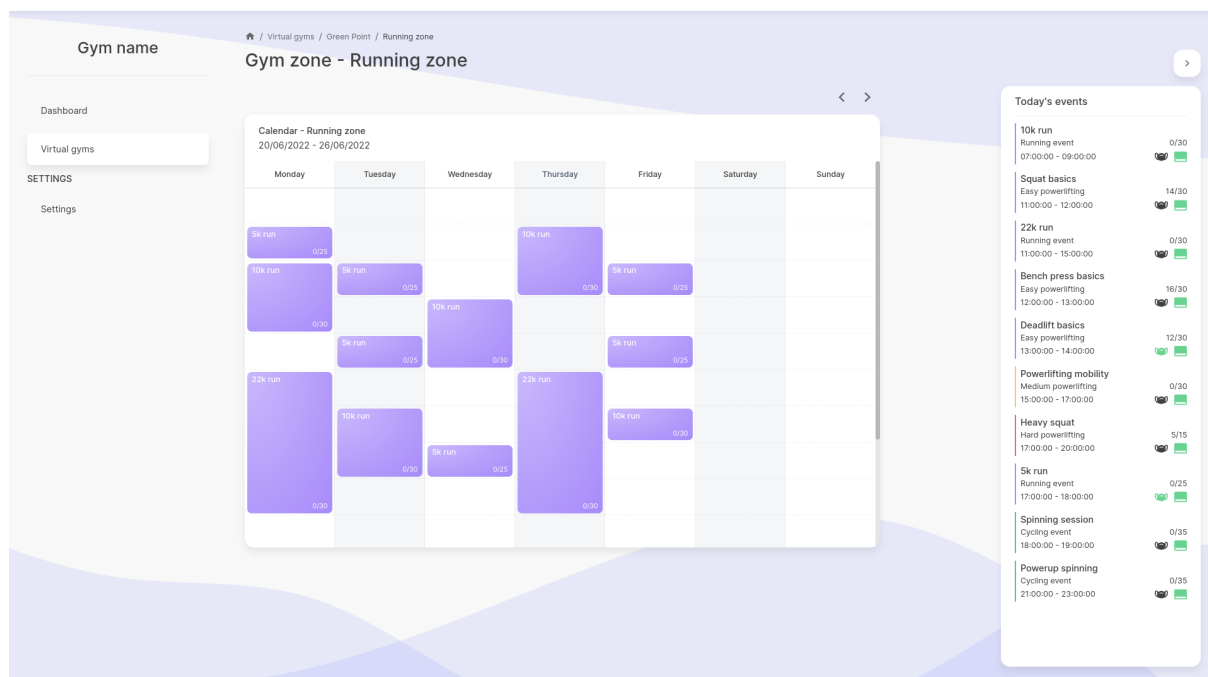 Gym name
Dashboard
Virtual gyms
SETTINGS
Settings
/ Virtual gyms / Green Point / Running zone
Gym zone - Running zone
Calendar - Running zone
20/06/2022 - 26/06/2022
Monday Tuesday Wednesday Thursday Friday Saturday Sunday
5k run
0/25
10k run
0/30
22k run
0/30
5k run
0/25
5k run
0/25
10k run
0/30
10k run
0/30
5k run
0/25
10k run
0/30
22k run
0/30
5k run
0/25
5k run
0/25
10k run
0/30
Today's events
10k run
Running event 0/30
07:00:00 - 09:00:00
Squat basics
Easy powerlifting 14/30
11:00:00 - 12:00:00
22k run
Running event 0/30
11:00:00 - 15:00:00
Bench press basics
Easy powerlifting 16/30
12:00:00 - 13:00:00
Deadlift basics
Easy powerlifting 12/30
13:00:00 - 14:00:00
Powerlifting mobility
Medium powerlifting 0/30
15:00:00 - 17:00:00
Heavy squat
Hard powerlifting 5/15
17:00:00 - 20:00:00
5k run
Running event 0/25
17:00:00 - 18:00:00
Spinning session
Cycling event 0/35
18:00:00 - 19:00:00
Powerup spinning
Cycling event 0/35
21:00:00 - 23:00:00